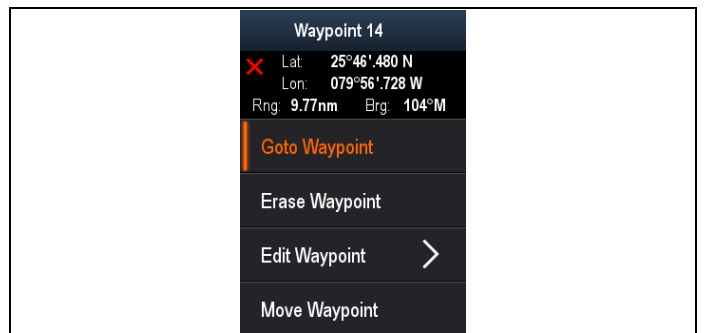 Waypoint 14
Lat: 25°46'.480 N
Lon: 079°56'.728 W
Rng: 9.77nm Brg: 104°M
Goto Waypoint
Erase Waypoint
Edit Waypoint
Move Waypoint